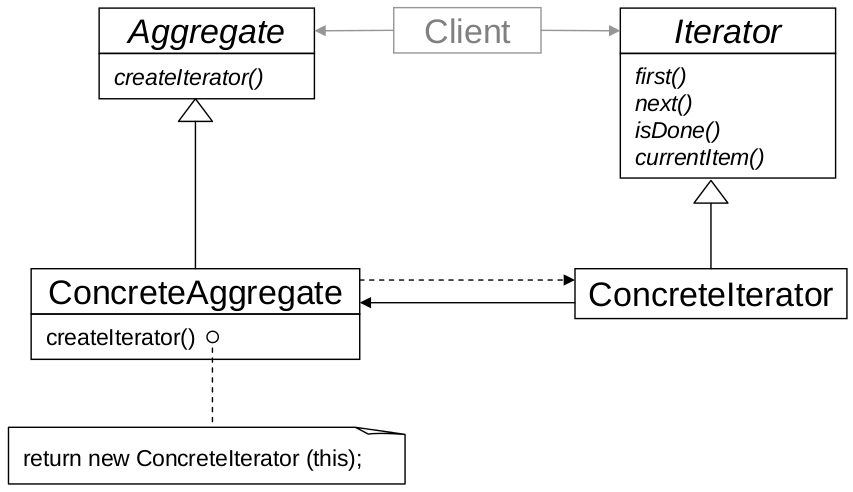 Aggregate
createIterator()
Client
Iterator
first()
next()
isDone()
currentItem()
ConcreteAggregate
createIterator()
ConcreteIterator
return new ConcreteIterator (this);